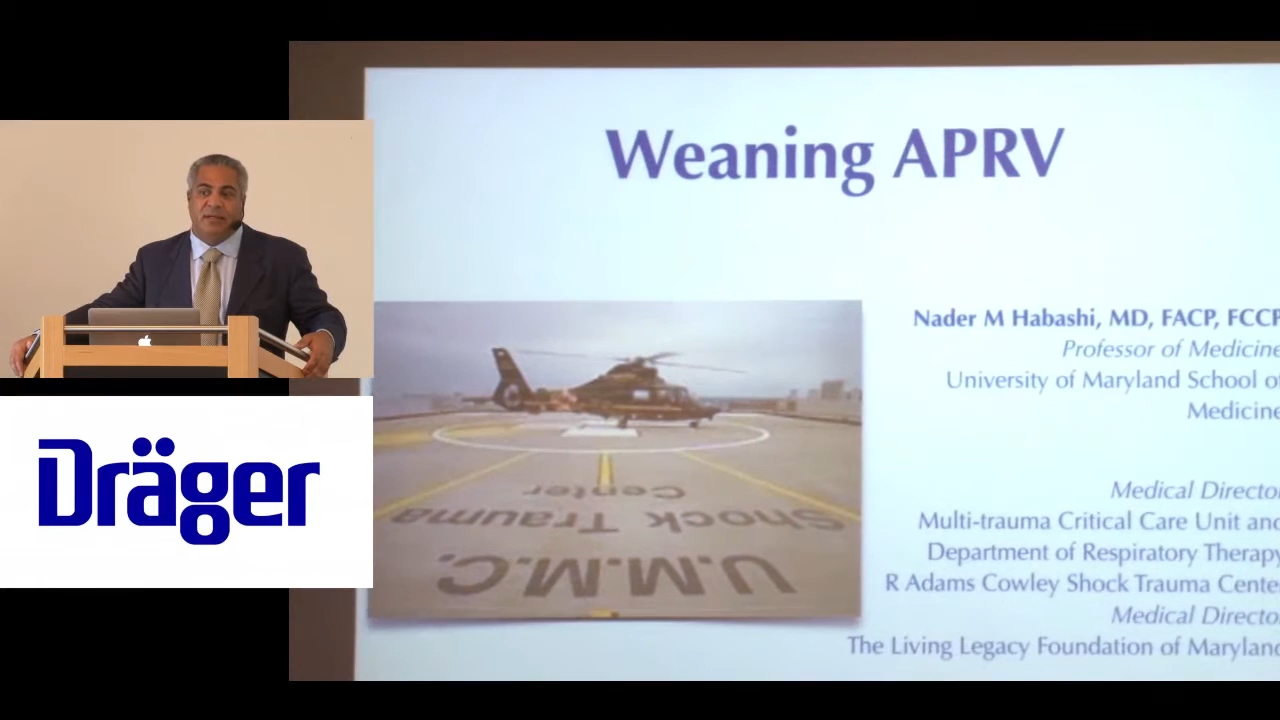 Weaning APRV
Nader M Habashi, MD, FACP, FCCP
Professor of Medicine
University of Maryland School of
Medicine
Medical Director
Multi-trauma Critical Care Unit and
Department of Respiratory Therapy
R Adams Cowley Shock Trauma Center
Medical Director
The Living Legacy Foundation of Maryland
Center
Shock Trauma
U.M.M.C.
Dräger